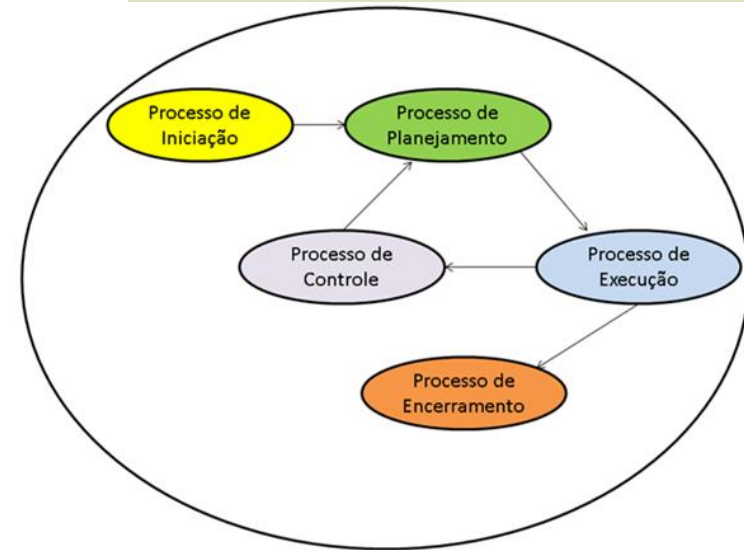 Processo de
Iniciação
Processo de
Planejamento
Processo de
Controle
Processo de
Execução
Processo de
Encerramento